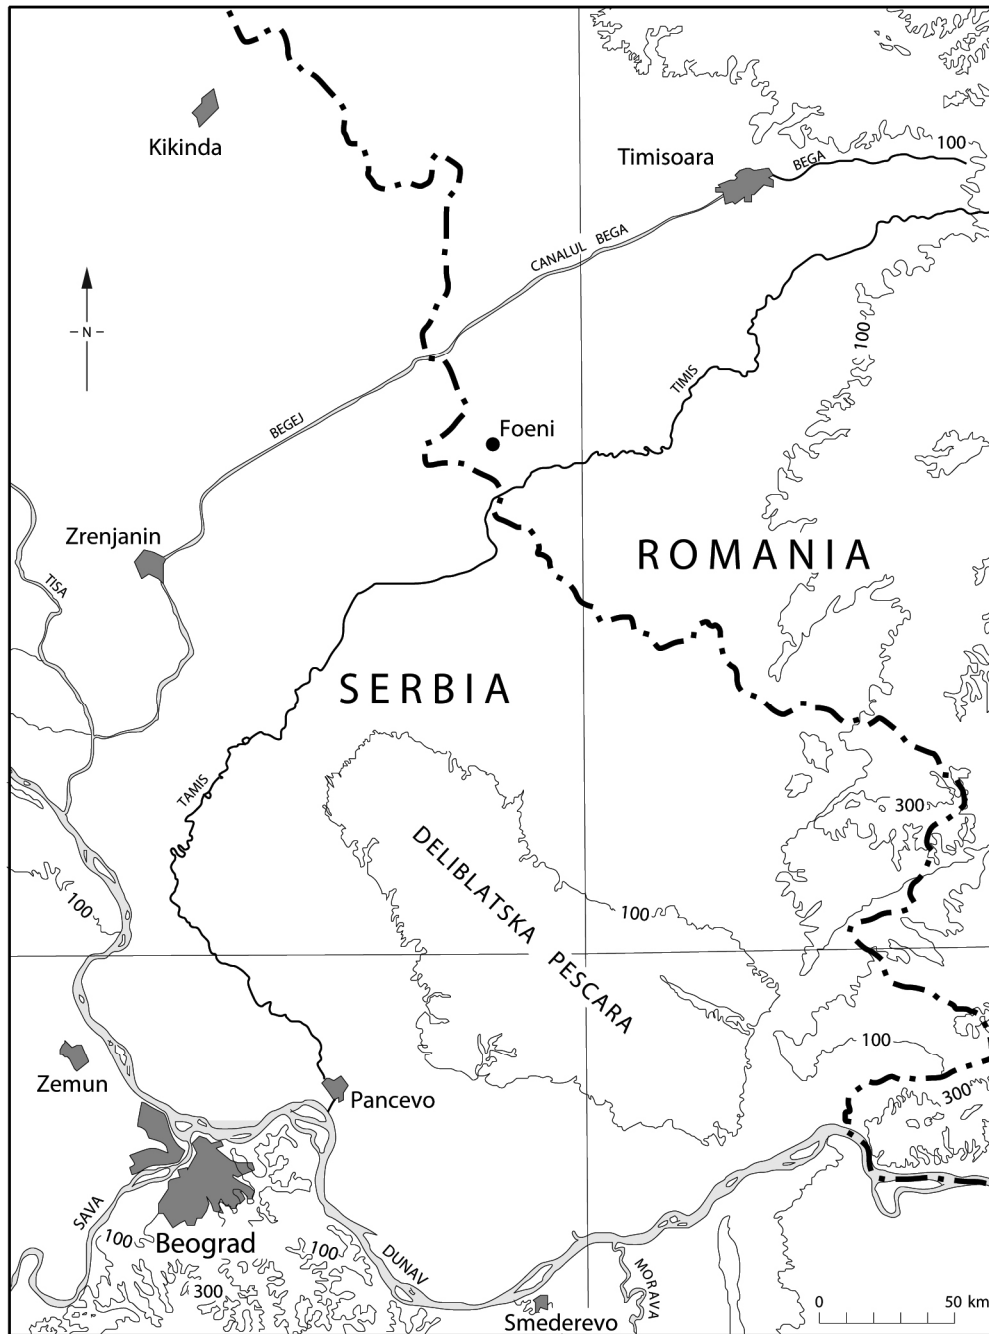 Kikinda
Timisoara
BEGA
100
CANALUL BEGA
N
100
TIMIS
BEGEJ
Foeni
Zrenjanin
TISA
ROMANIA
SERBIA
TAMIS
300
DELIBLATSKA PESCARA
100
100
100
Zemun
Pancevo
300
SAVA
100
Beograd
100
DUNAV
300
MORAVA
Smederevo
0 50 km